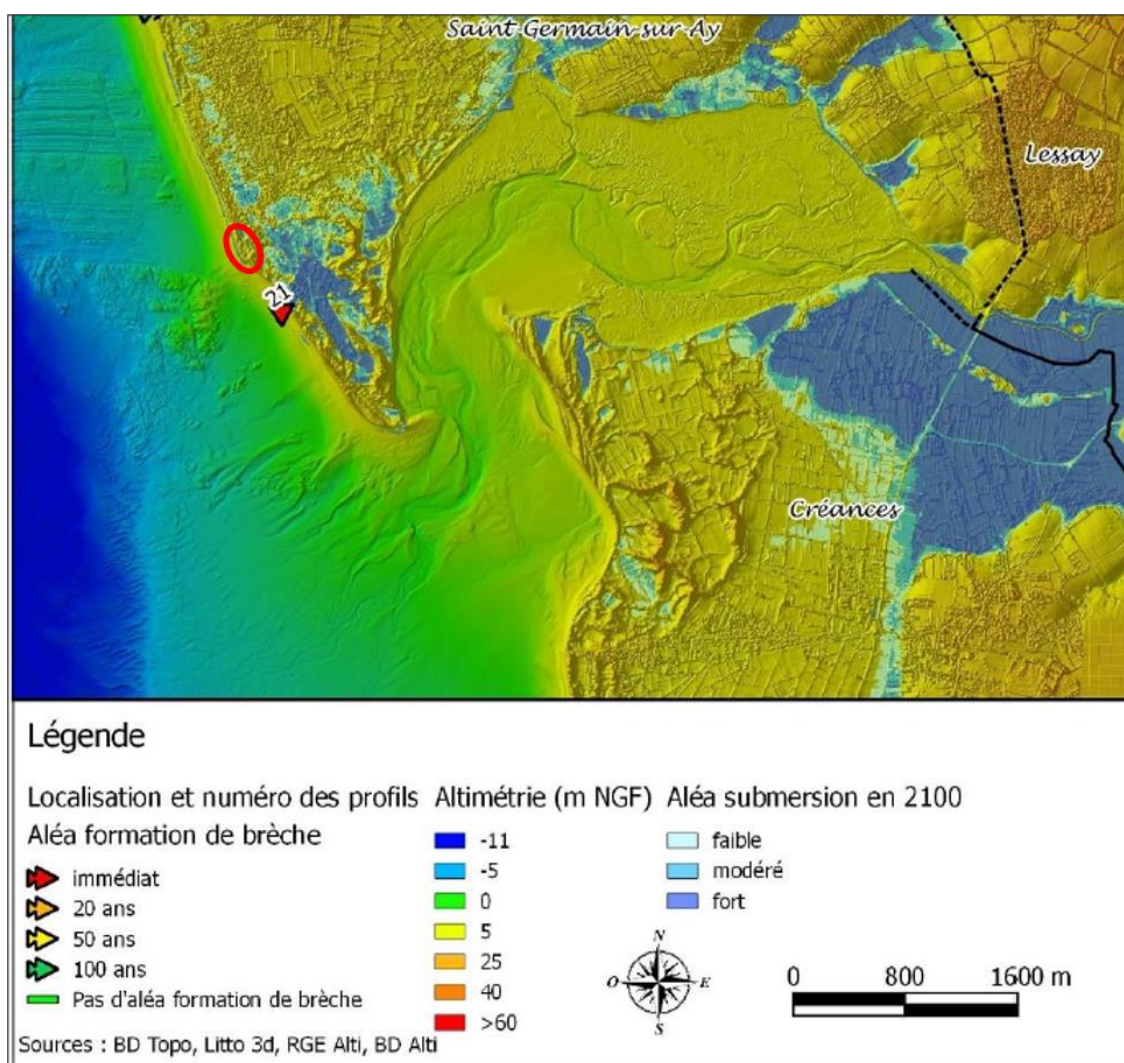 Saint-Germain-sur-Ay
Lessay
21
Créances
Légende
Localisation et numéro des profils
Aléa formation de brèche
immédiat
20 ans
50 ans
100 ans
Pas d'aléa formation de brèche
Altimétrie (m NGF)
-11
-5
0
5
25
40
>60
Aléa submersion en 2100
faible
modéré
fort
N
O
E
S
0 800 1600 m
Sources : BD Topo, Litto 3d, RGE Alti, BD Alti